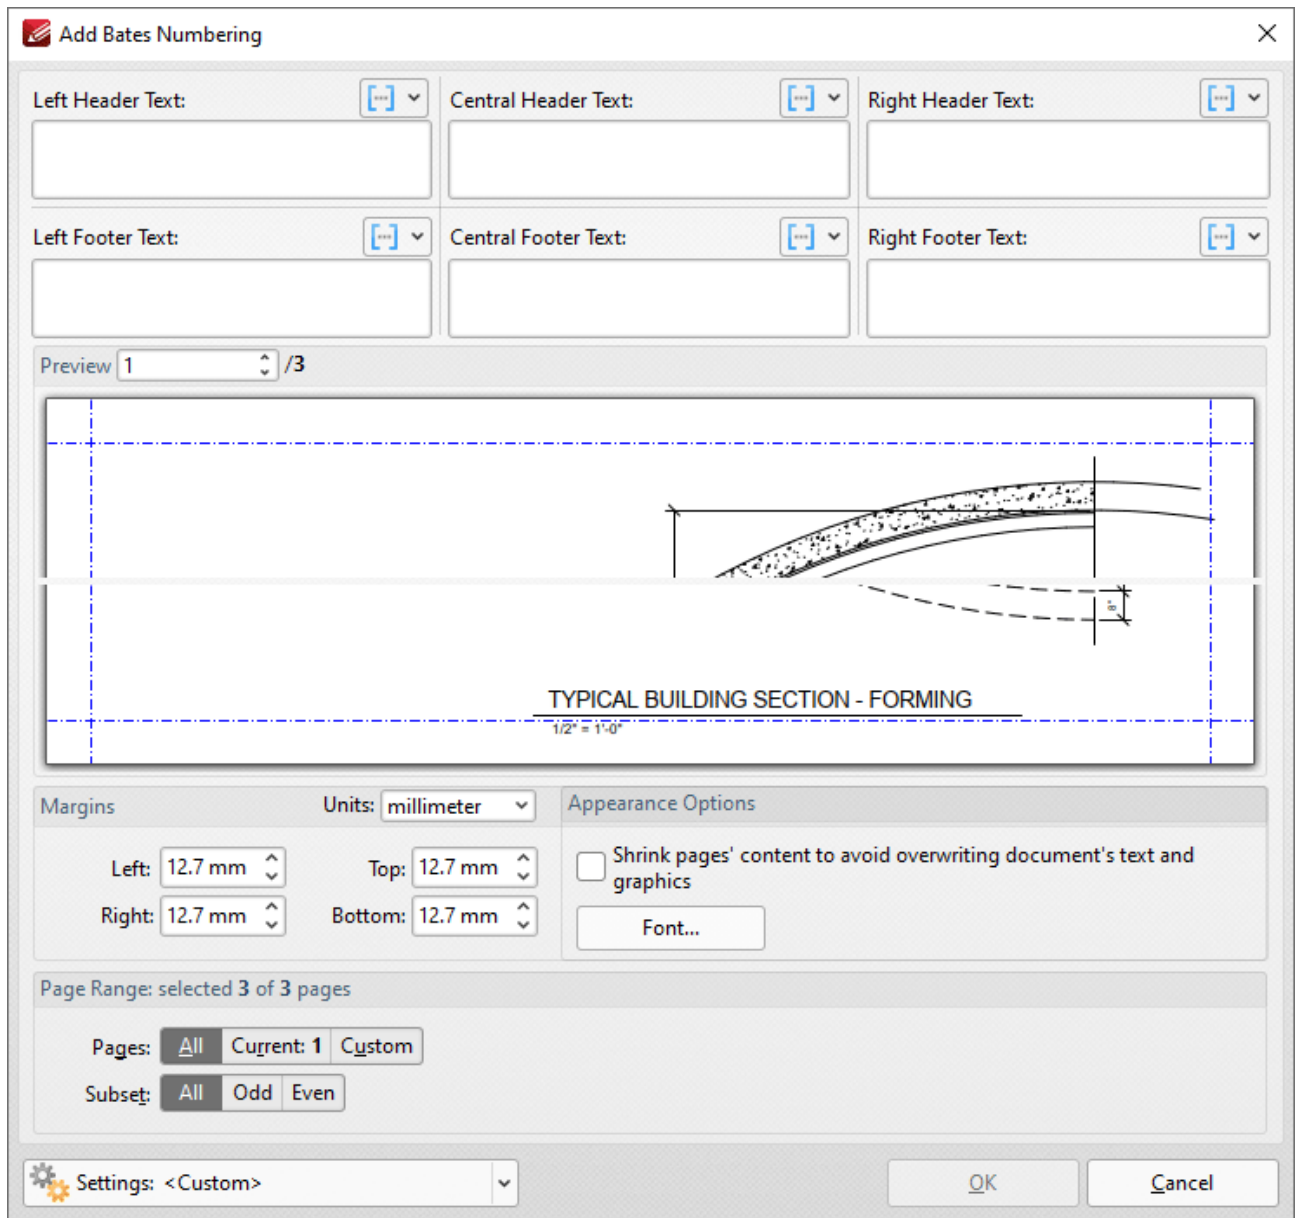 Add Bates Numbering
Left Header Text: Central Header Text: Right Header Text:
Left Footer Text: Central Footer Text: Right Footer Text:
Preview 1 /3
8"
TYPICAL BUILDING SECTION - FORMING
1/2" = 1'-0"
Margins Units: millimeter
Left: 12.7 mm Top: 12.7 mm
Right: 12.7 mm Bottom: 12.7 mm
Appearance Options
Shrink pages' content to avoid overwriting document's text and
graphics
Font...
Page Range: selected 3 of 3 pages
Pages: All Current: 1 Custom
Subset: All Odd Even
Settings: <Custom> OK Cancel